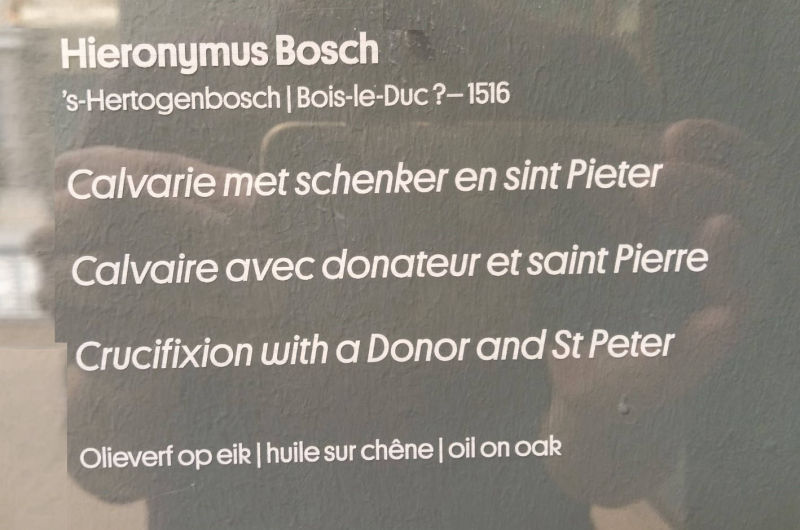 Hieronymus Bosch
's-Hertogenbosch | Bois-le-Duc ?– 1516
Calvarie met schenker en sint Pieter
Calvaire avec donateur et saint Pierre
Crucifixion with a Donor and St Peter
Olieverf op eik | huile sur chêne | oil on oak